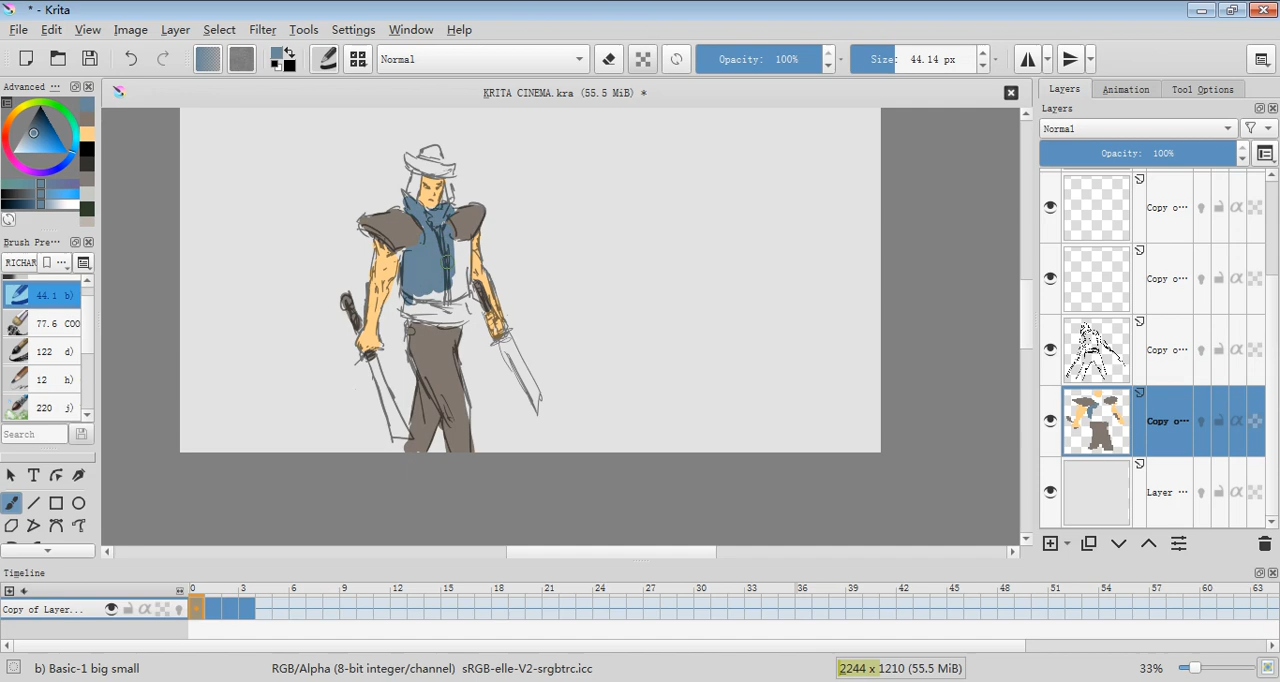 * - Krita
File Edit View Image Layer Select Filter Tools Settings Window Help
Normal Opacity: 100% Size: 44.14 px
Advanced ...
KRITA CINEMA.kra (55.5 MiB) *
Layers Animation Tool Options
Layers
Normal
Opacity: 100%
Brush Pre...
RICHAR ...
44.1 b)
77.6 COO
122 d)
12 h)
220 j)
Search
Copy o...
Copy o...
Copy o...
Copy o...
Layer ...
Timeline
0 3 6 9 12 15 18 21 24 27 30 33 36 39 42 45 48 51 54 57 60 63
Copy of Layer...
b) Basic-1 big small RGB/Alpha (8-bit integer/channel) sRGB-elle-V2-srgbtrc.icc 2244 x 1210 (55.5 MiB) 33%